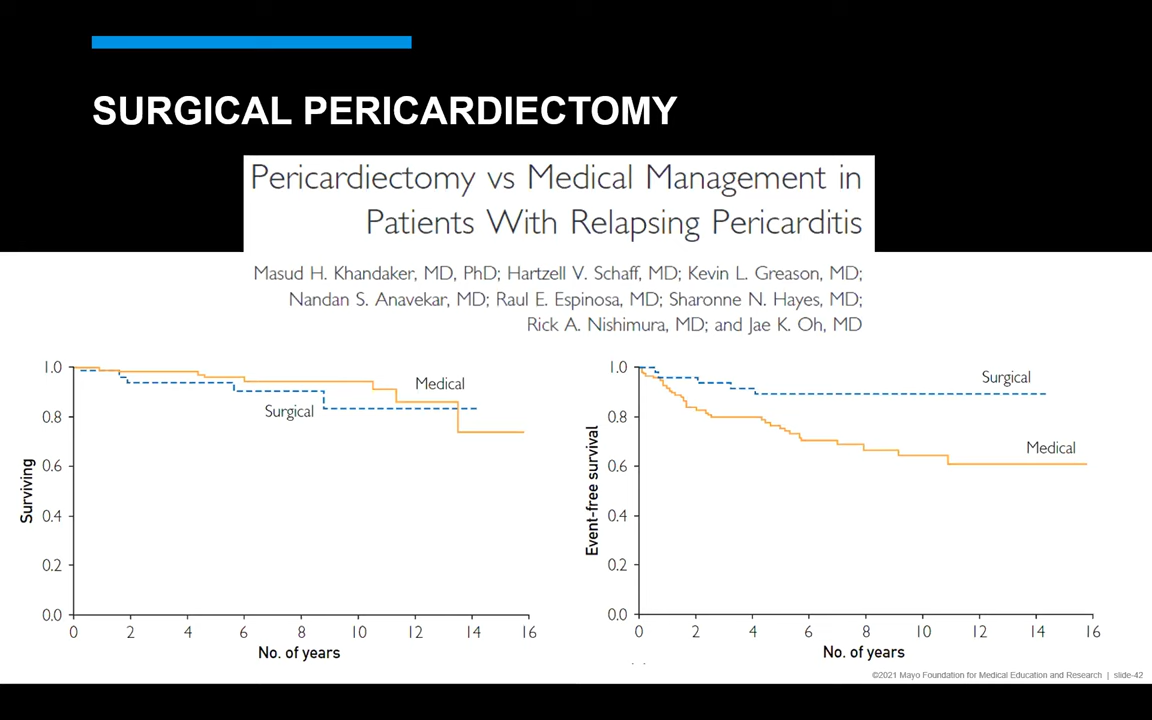 SURGICAL PERICARDIECTOMY
Pericardiectomy vs Medical Management in
Patients With Relapsing Pericarditis
Masud H. Khandaker, MD, PhD; Hartzell V. Schaff, MD; Kevin L. Greason, MD;
Nandan S. Anavekar, MD; Raul E. Espinosa, MD; Sharonne N. Hayes, MD;
Rick A. Nishimura, MD; and Jae K. Oh, MD
Surviving
1.0
0.8
0.6
0.4
0.2
0.0
Medical
Surgical
0 2 4 6 8 10 12 14 16
No. of years
Event-free survival
1.0
0.8
0.6
0.4
0.2
0.0
Surgical
Medical
0 2 4 6 8 10 12 14 16
No. of years
©2021 Mayo Foundation for Medical Education and Research | slide-42